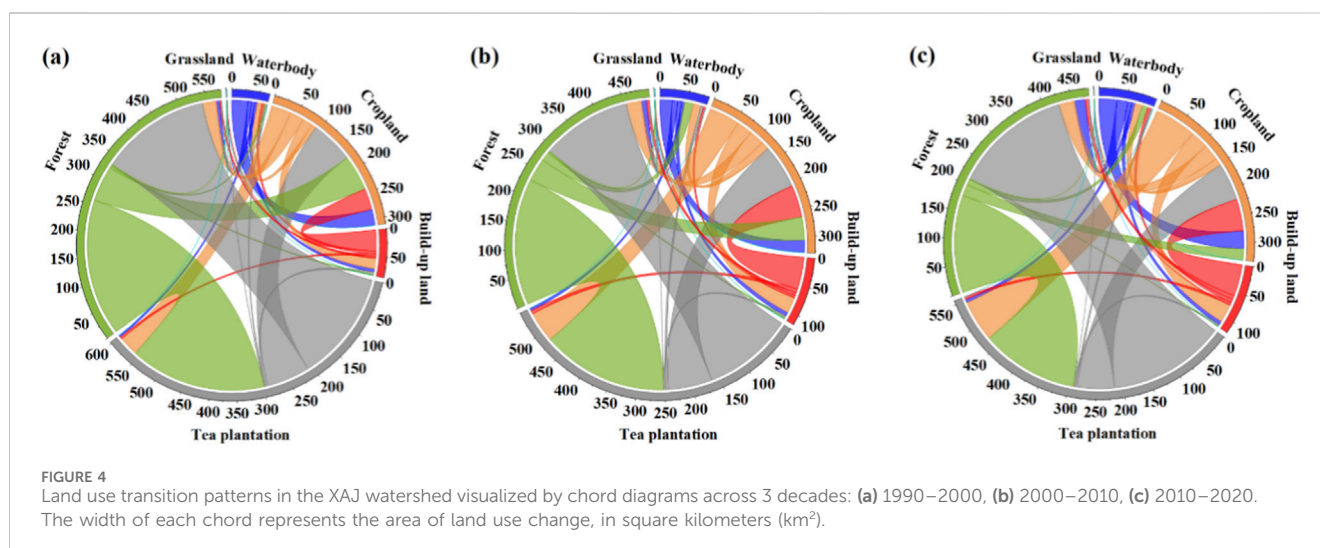 (a)
Grassland Waterbody
Cropland
Build-up land
Tea plantation
Forest
0 50
0 50 100 150 200 250 300
0 50
0 50 100 150 200 250 300 350 400 450 500 550 600
50 100 150 200 250 300 350 400 450 500 550
(b)
Grassland Waterbody
Cropland
Build-up land
Tea plantation
Forest
0 50
0 50 100 150 200 250 300
0 50 100
0 50 100 150 200 250 300 350 400 450 500
50 100 150 200 250 300 350 400 450
(c)
Grassland Waterbody
Cropland
Build-up land
Tea plantation
Forest
0 50
0 50 100 150 200 250 300
0 50 100
0 50 100 150 200 250 300 350 400 450 500 550
50 100 150 200 250 300 350 400 450
FIGURE 4
Land use transition patterns in the XAJ watershed visualized by chord diagrams across 3 decades: (a) 1990–2000, (b) 2000–2010, (c) 2010–2020.
The width of each chord represents the area of land use change, in square kilometers (km²).